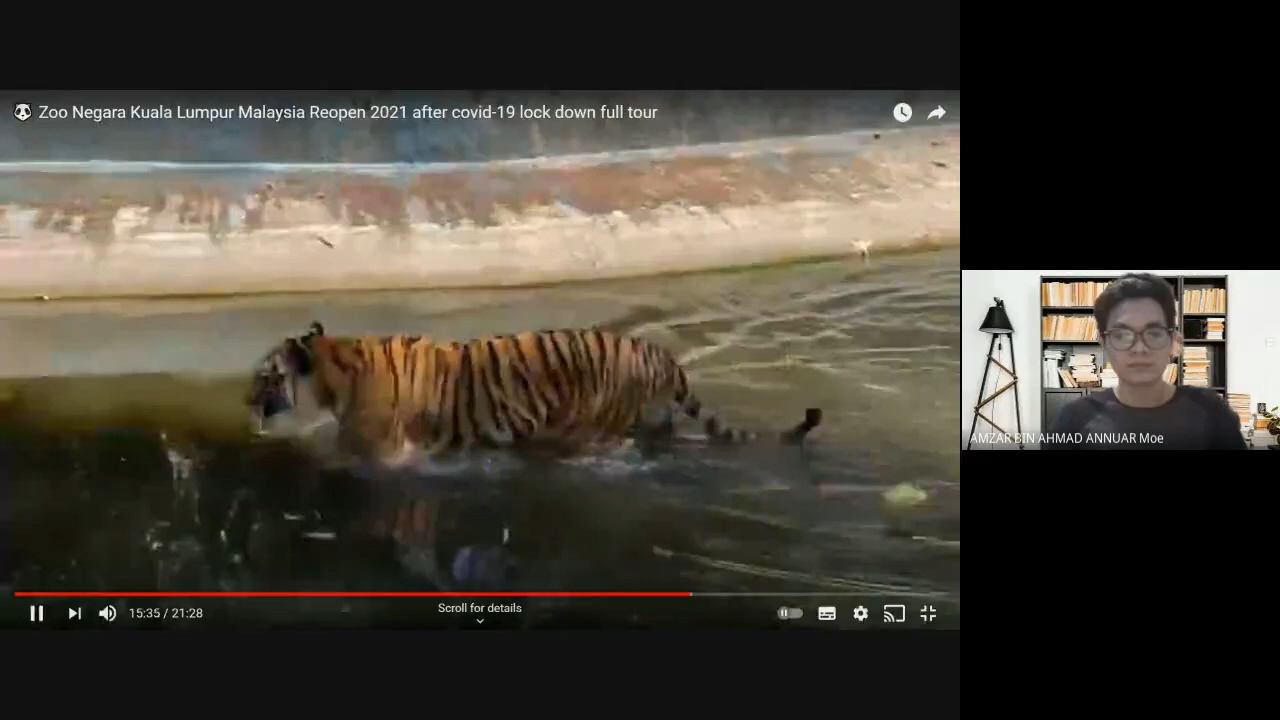 Zoo Negara Kuala Lumpur Malaysia Reopen 2021 after covid-19 lock down full tour
AMZAR BIN AHMAD ANNUAR Moe
15:35 / 21:28
Scroll for details